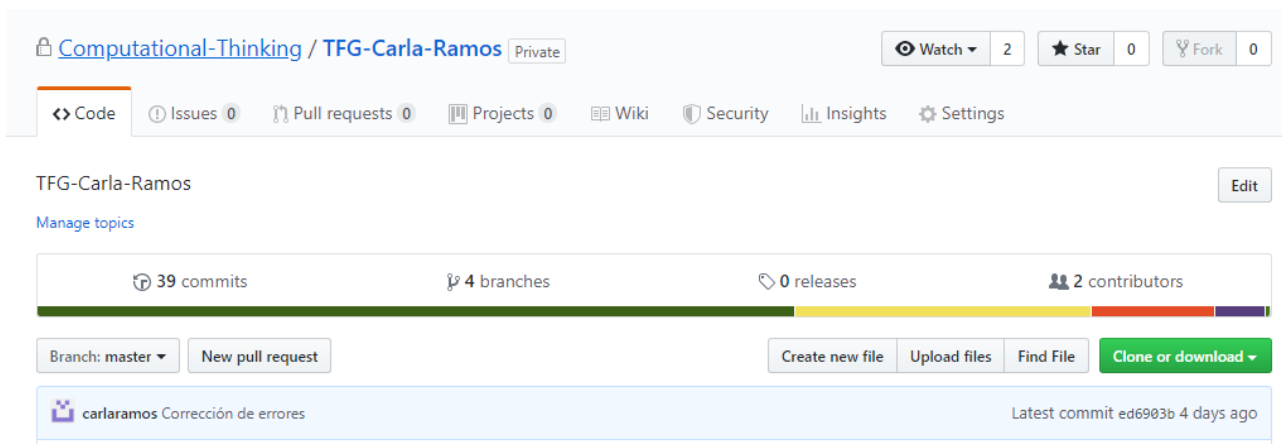 Computational-Thinking / TFG-Carla-Ramos Private Watch 2 Star 0 Fork 0
Code Issues 0 Pull requests 0 Projects 0 Wiki Security Insights Settings
TFG-Carla-Ramos Edit
Manage topics
39 commits 4 branches 0 releases 2 contributors
Branch: master New pull request Create new file Upload files Find File Clone or download
carlaramos Corrección de errores Latest commit ed6903b 4 days ago